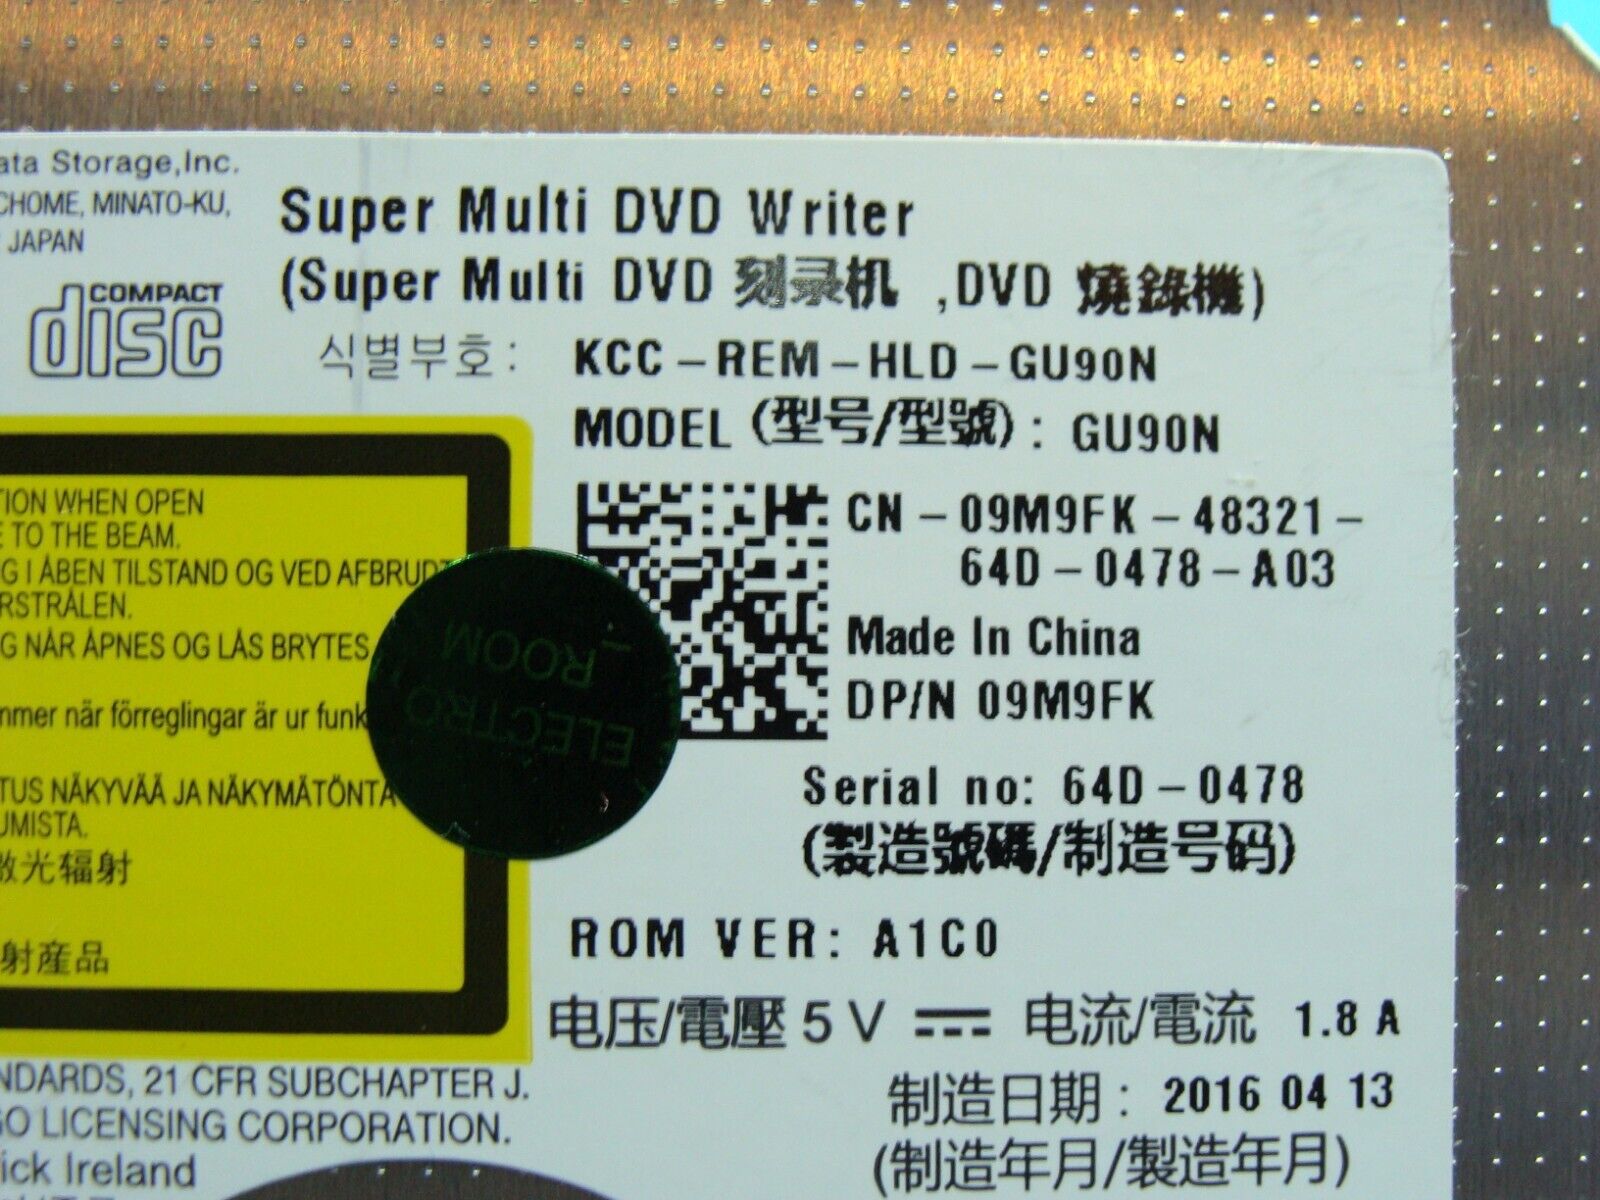 ata Storage,Inc.
CHOME, MINATO-KU,
JAPAN
COMPACT
disc
Super Multi DVD Writer
(Super Multi DVD 刻录机 ,DVD 燒錄機)
식별부호 : KCC-REM-HLD-GU90N
MODEL (型号/型號) : GU90N
CN-09M9FK-48321-
64D-0478-A03
Made In China
DP/N 09M9FK
Serial no: 64D-0478
(製造號碼/制造号码)
ROM VER: A1C0
电压/電壓 5 V 电流/電流 1.8 A
制造日期 : 2016 04 13
(制造年月/製造年月)
TION WHEN OPEN
E TO THE BEAM.
G I ÅBEN TILSTAND OG VED AFBRUDT
RSTRÅLEN.
G NÅR ÅPNES OG LÅS BRYTES
mmer när förreglingar är ur funk
TUS NÄKYVÄÄ JA NÄKYMÄTÖNTÄ
UMISTA.
激光辐射
射産品
ELECTRO
ROOM
NDARDS, 21 CFR SUBCHAPTER J.
GO LICENSING CORPORATION.
ick Ireland